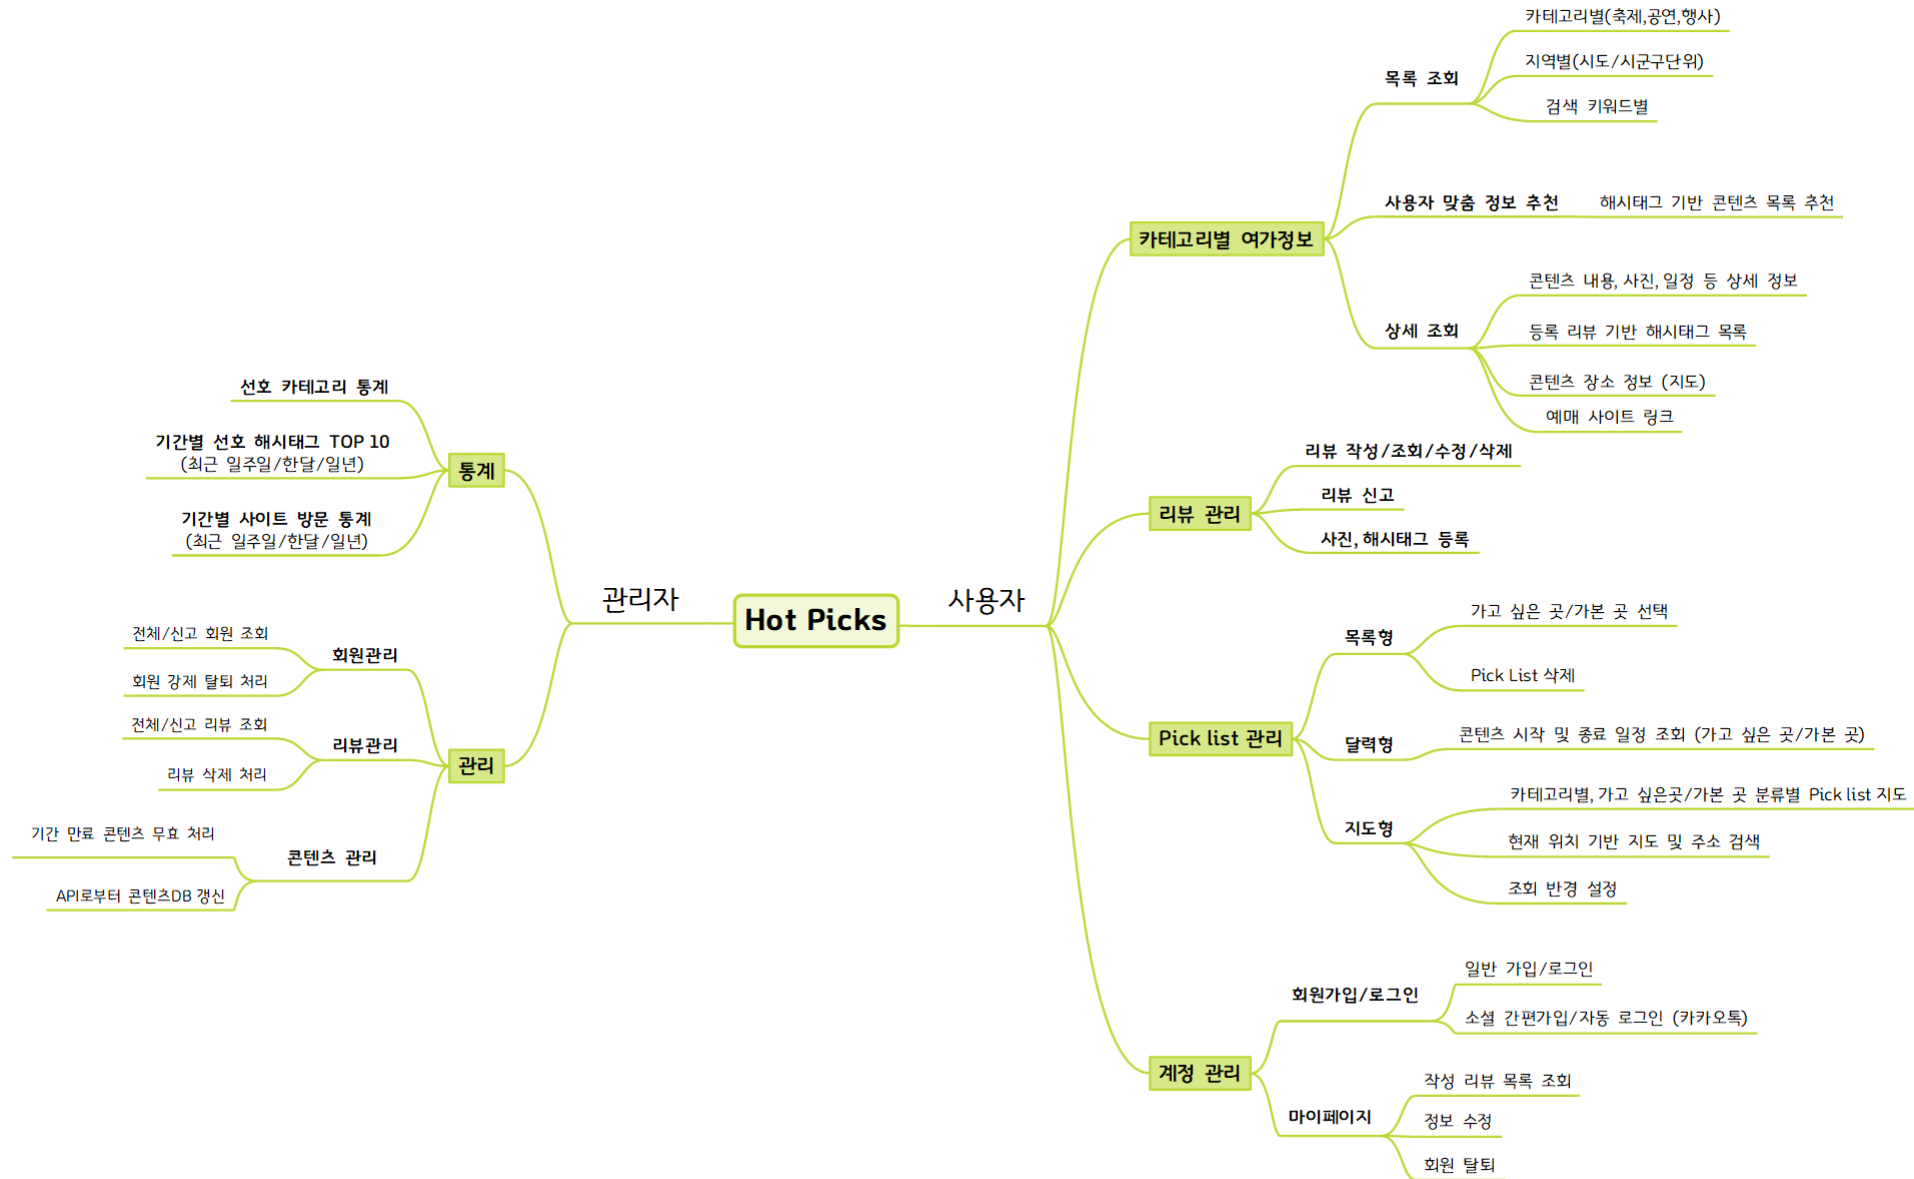 Hot Picks
사용자
카테고리별 여가정보
목록 조회
카테고리별(축제,공연,행사)
지역별(시도/시군구단위)
검색 키워드별
사용자 맞춤 정보 추천
해시태그 기반 콘텐츠 목록 추천
상세 조회
콘텐츠 내용, 사진, 일정 등 상세 정보
등록 리뷰 기반 해시태그 목록
콘텐츠 장소 정보 (지도)
예매 사이트 링크
리뷰 관리
리뷰 작성/조회/수정/삭제
리뷰 신고
사진, 해시태그 등록
Pick list 관리
목록형
가고 싶은 곳/가본 곳 선택
Pick List 삭제
달력형
콘텐츠 시작 및 종료 일정 조회 (가고 싶은 곳/가본 곳)
지도형
카테고리별, 가고 싶은곳/가본 곳 분류별 Pick list 지도
현재 위치 기반 지도 및 주소 검색
조회 반경 설정
계정 관리
회원가입/로그인
일반 가입/로그인
소셜 간편가입/자동 로그인 (카카오톡)
마이페이지
작성 리뷰 목록 조회
정보 수정
회원 탈퇴
관리자
통계
선호 카테고리 통계
기간별 선호 해시태그 TOP 10
(최근 일주일/한달/일년)
기간별 사이트 방문 통계
(최근 일주일/한달/일년)
관리
회원관리
전체/신고 회원 조회
회원 강제 탈퇴 처리
리뷰관리
전체/신고 리뷰 조회
리뷰 삭제 처리
콘텐츠 관리
기간 만료 콘텐츠 무효 처리
API로부터 콘텐츠DB 갱신